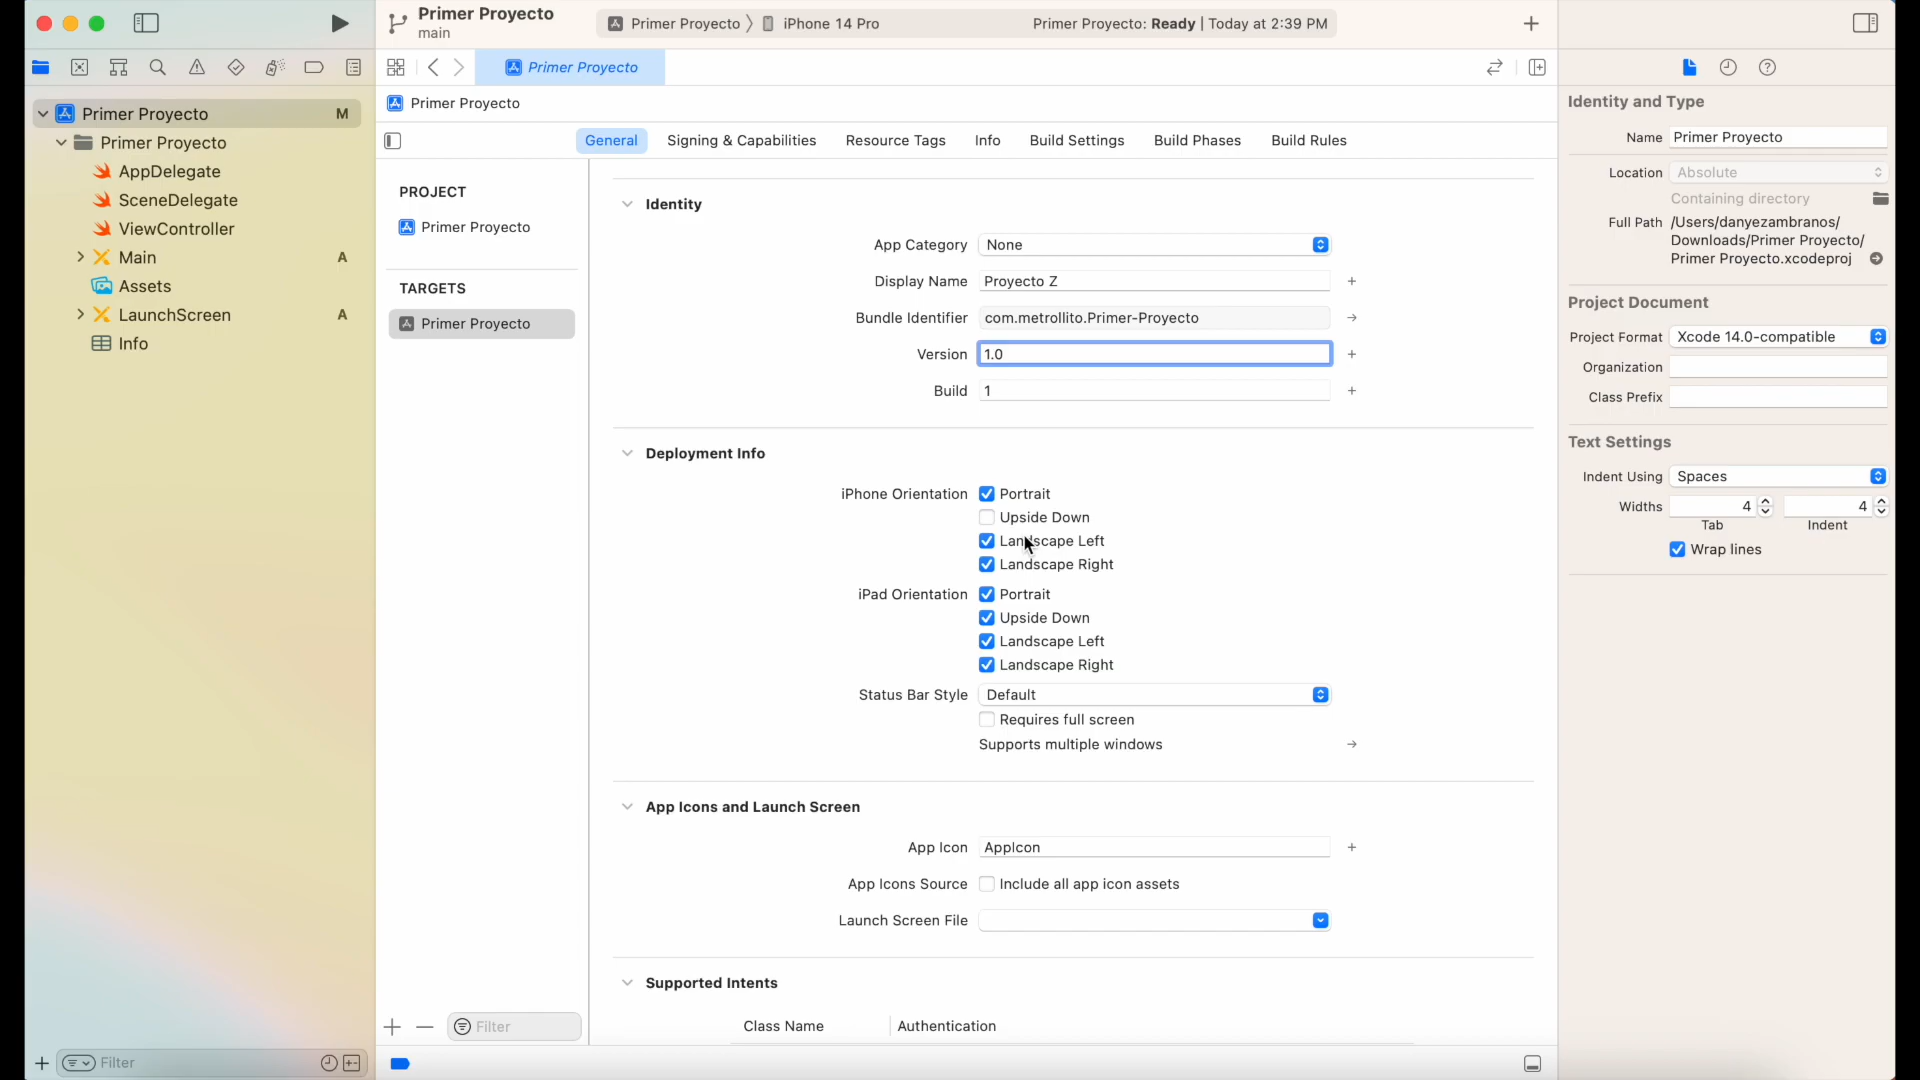 Primer Proyecto
main
Primer Proyecto
iPhone 14 Pro
Primer Proyecto: Ready | Today at 2:39 PM
Primer Proyecto
Primer Proyecto
M
Primer Proyecto
AppDelegate
SceneDelegate
ViewController
Main
A
Assets
LaunchScreen
A
Info
Filter
Primer Proyecto
General
Signing & Capabilities
Resource Tags
Info
Build Settings
Build Phases
Build Rules
PROJECT
Primer Proyecto
TARGETS
Primer Proyecto
Filter
Identity
App Category
None
Display Name
Proyecto Z
Bundle Identifier
com.metrollito.Primer-Proyecto
Version
1.0
Build
1
Deployment Info
iPhone Orientation
Portrait
Upside Down
Landscape Left
Landscape Right
iPad Orientation
Portrait
Upside Down
Landscape Left
Landscape Right
Status Bar Style
Default
Requires full screen
Supports multiple windows
App Icons and Launch Screen
App Icon
AppIcon
App Icons Source
Include all app icon assets
Launch Screen File
Supported Intents
Class Name
Authentication
Identity and Type
Name
Primer Proyecto
Location
Absolute
Containing directory
Full Path
/Users/danyezambranos/
Downloads/Primer Proyecto/
Primer Proyecto.xcodeproj
Project Document
Project Format
Xcode 14.0-compatible
Organization
Class Prefix
Text Settings
Indent Using
Spaces
Widths
4
4
Tab
Indent
Wrap lines